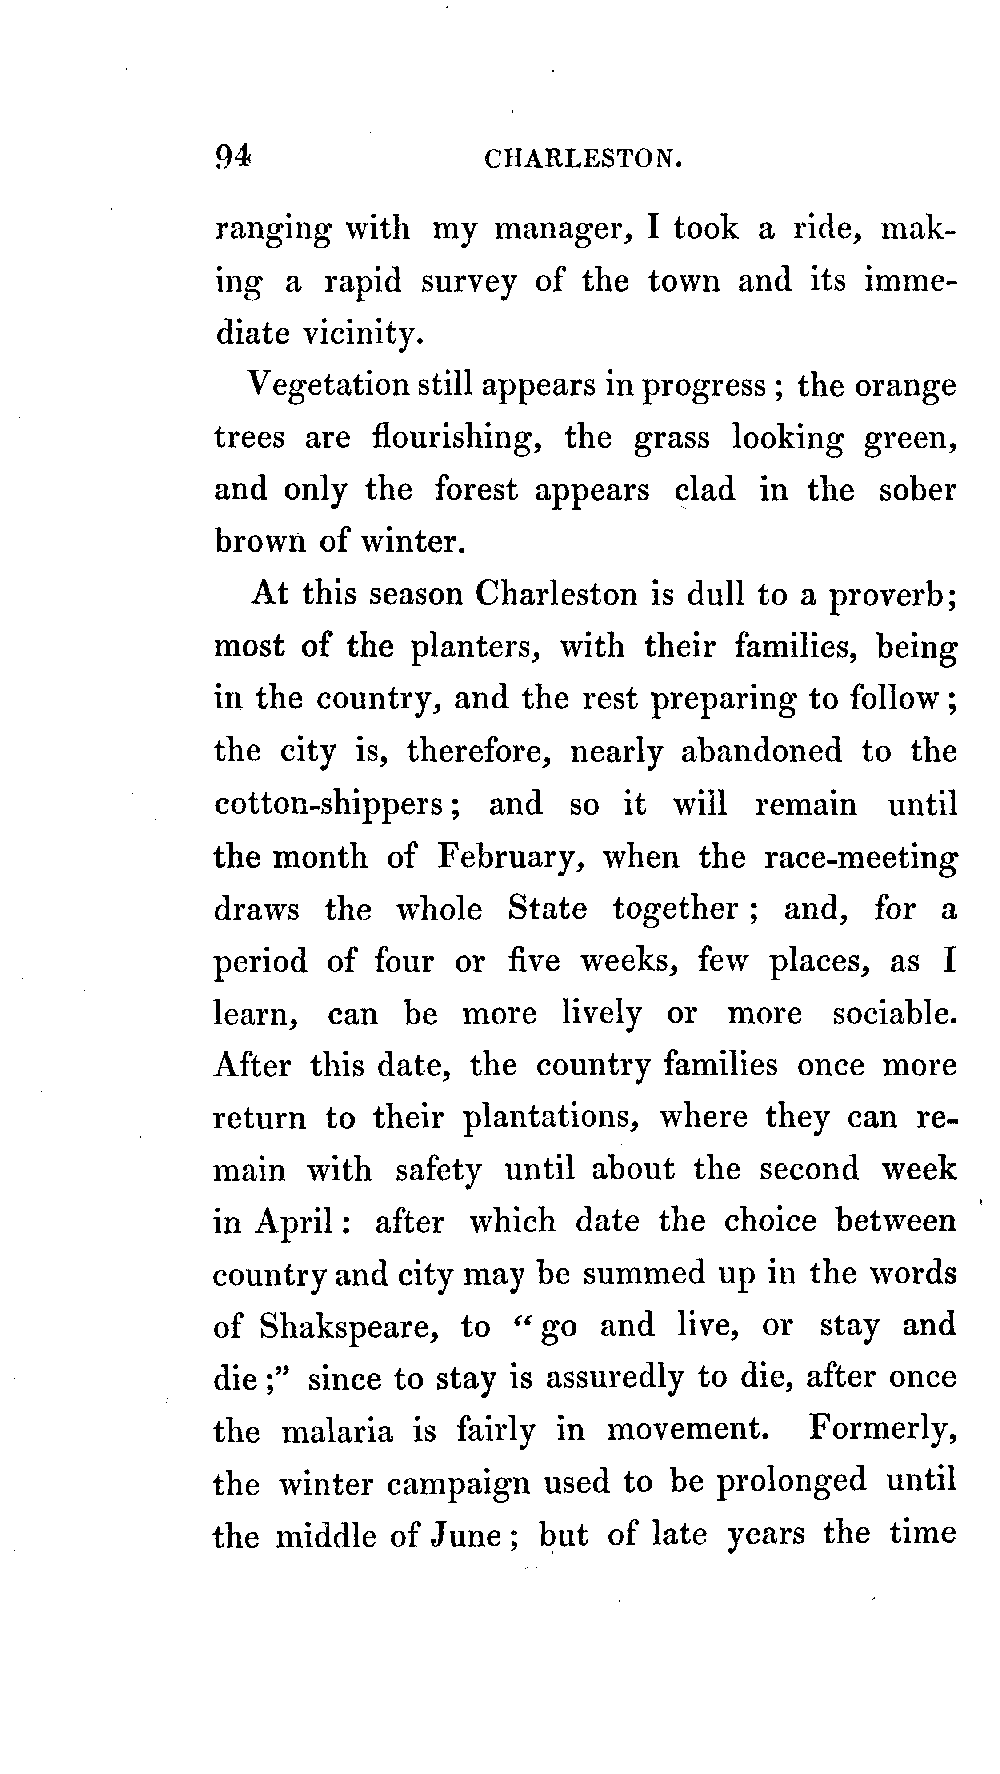 94 CHARLESTON.
ranging with my manager, I took a ride, mak-
ing a rapid survey of the town and its imme-
diate vicinity.
Vegetation still appears in progress ; the orange
trees are flourishing, the grass looking green,
and only the forest appears clad in the sober
brown of winter.
At this season Charleston is dull to a proverb;
most of the planters, with their families, being
in the country, and the rest preparing to follow ;
the city is, therefore, nearly abandoned to the
cotton-shippers ; and so it will remain until
the month of February, when the race-meeting
draws the whole State together ; and, for a
period of four or five weeks, few places, as I
learn, can be more lively or more sociable.
After this date, the country families once more
return to their plantations, where they can re-
main with safety until about the second week
in April : after which date the choice between
country and city may be summed up in the words
of Shakspeare, to “ go and live, or stay and
die ;” since to stay is assuredly to die, after once
the malaria is fairly in movement. Formerly,
the winter campaign used to be prolonged until
the middle of June ; but of late years the time